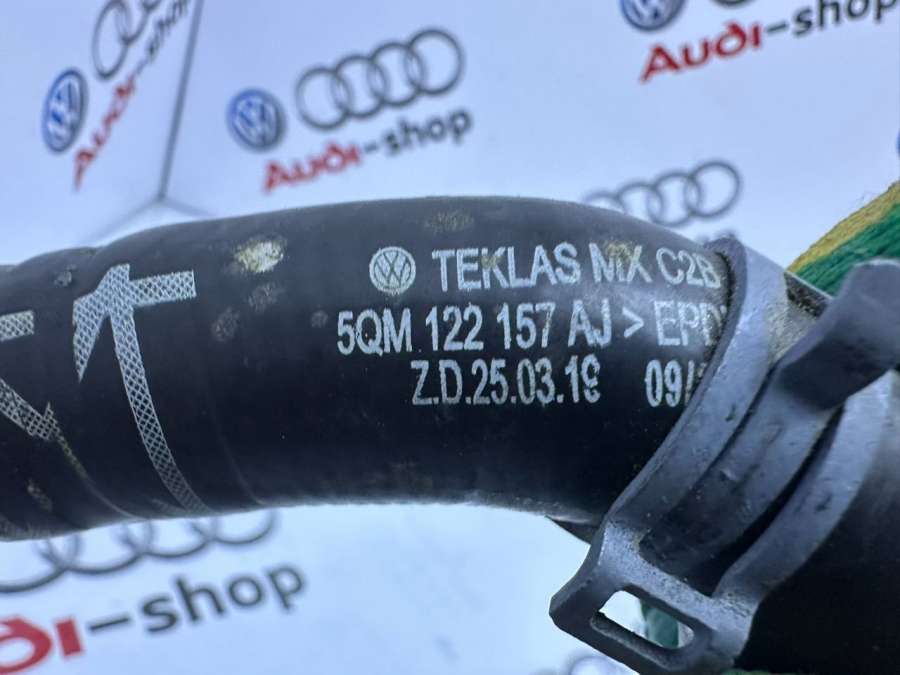 Audi-shop
Audi-shop
Audi-shop
TEKLAS MX C2B
5QM 122 157 AJ > EPD
Z.D.25.03.19 09/
Audi-shop